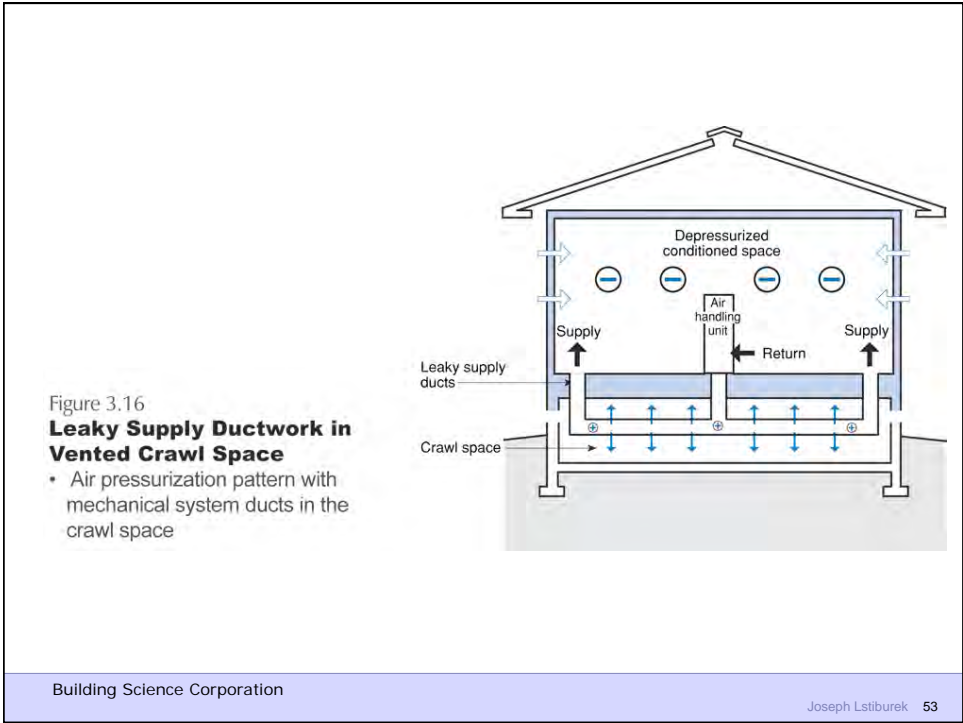 Depressurized
conditioned space
Air
handling
unit
Supply
Supply
Return
Leaky supply
ducts
Crawl space
Figure 3.16
Leaky Supply Ductwork in
Vented Crawl Space
• Air pressurization pattern with
mechanical system ducts in the
crawl space
Building Science Corporation
Joseph Lstiburek 53